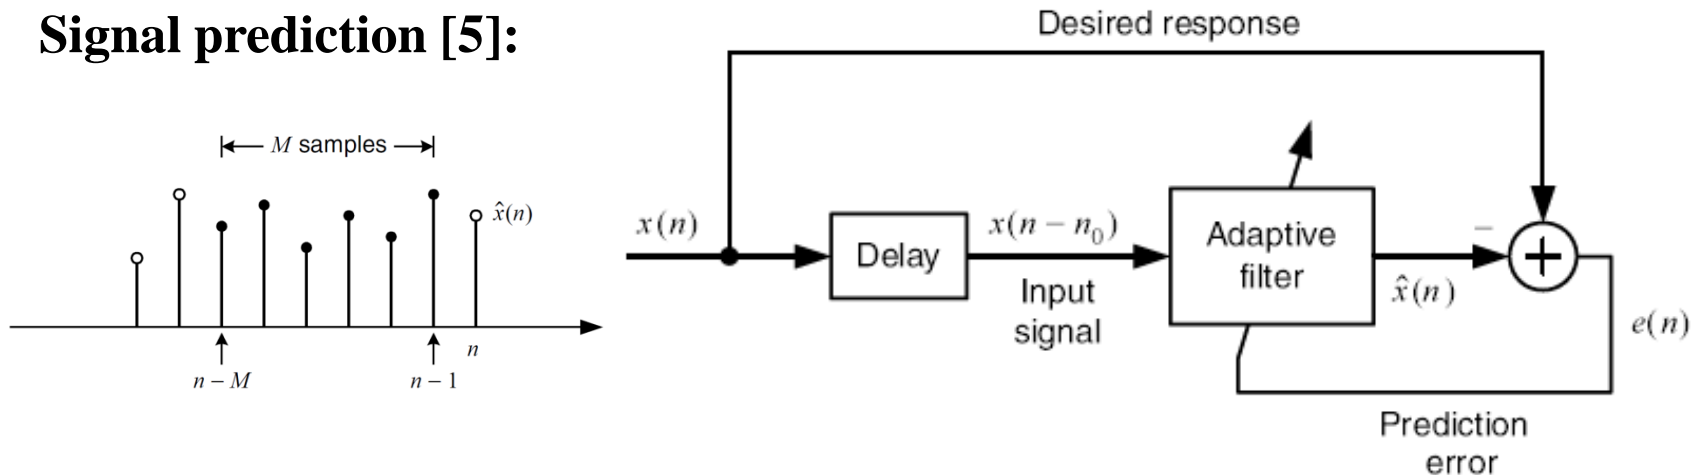 Signal prediction [5]:
M samples
x̂(n)
n
n − M
n − 1
Desired response
x(n)
Delay
x(n − n₀)
Input
signal
Adaptive
filter
x̂(n)
−
+
e(n)
Prediction
error